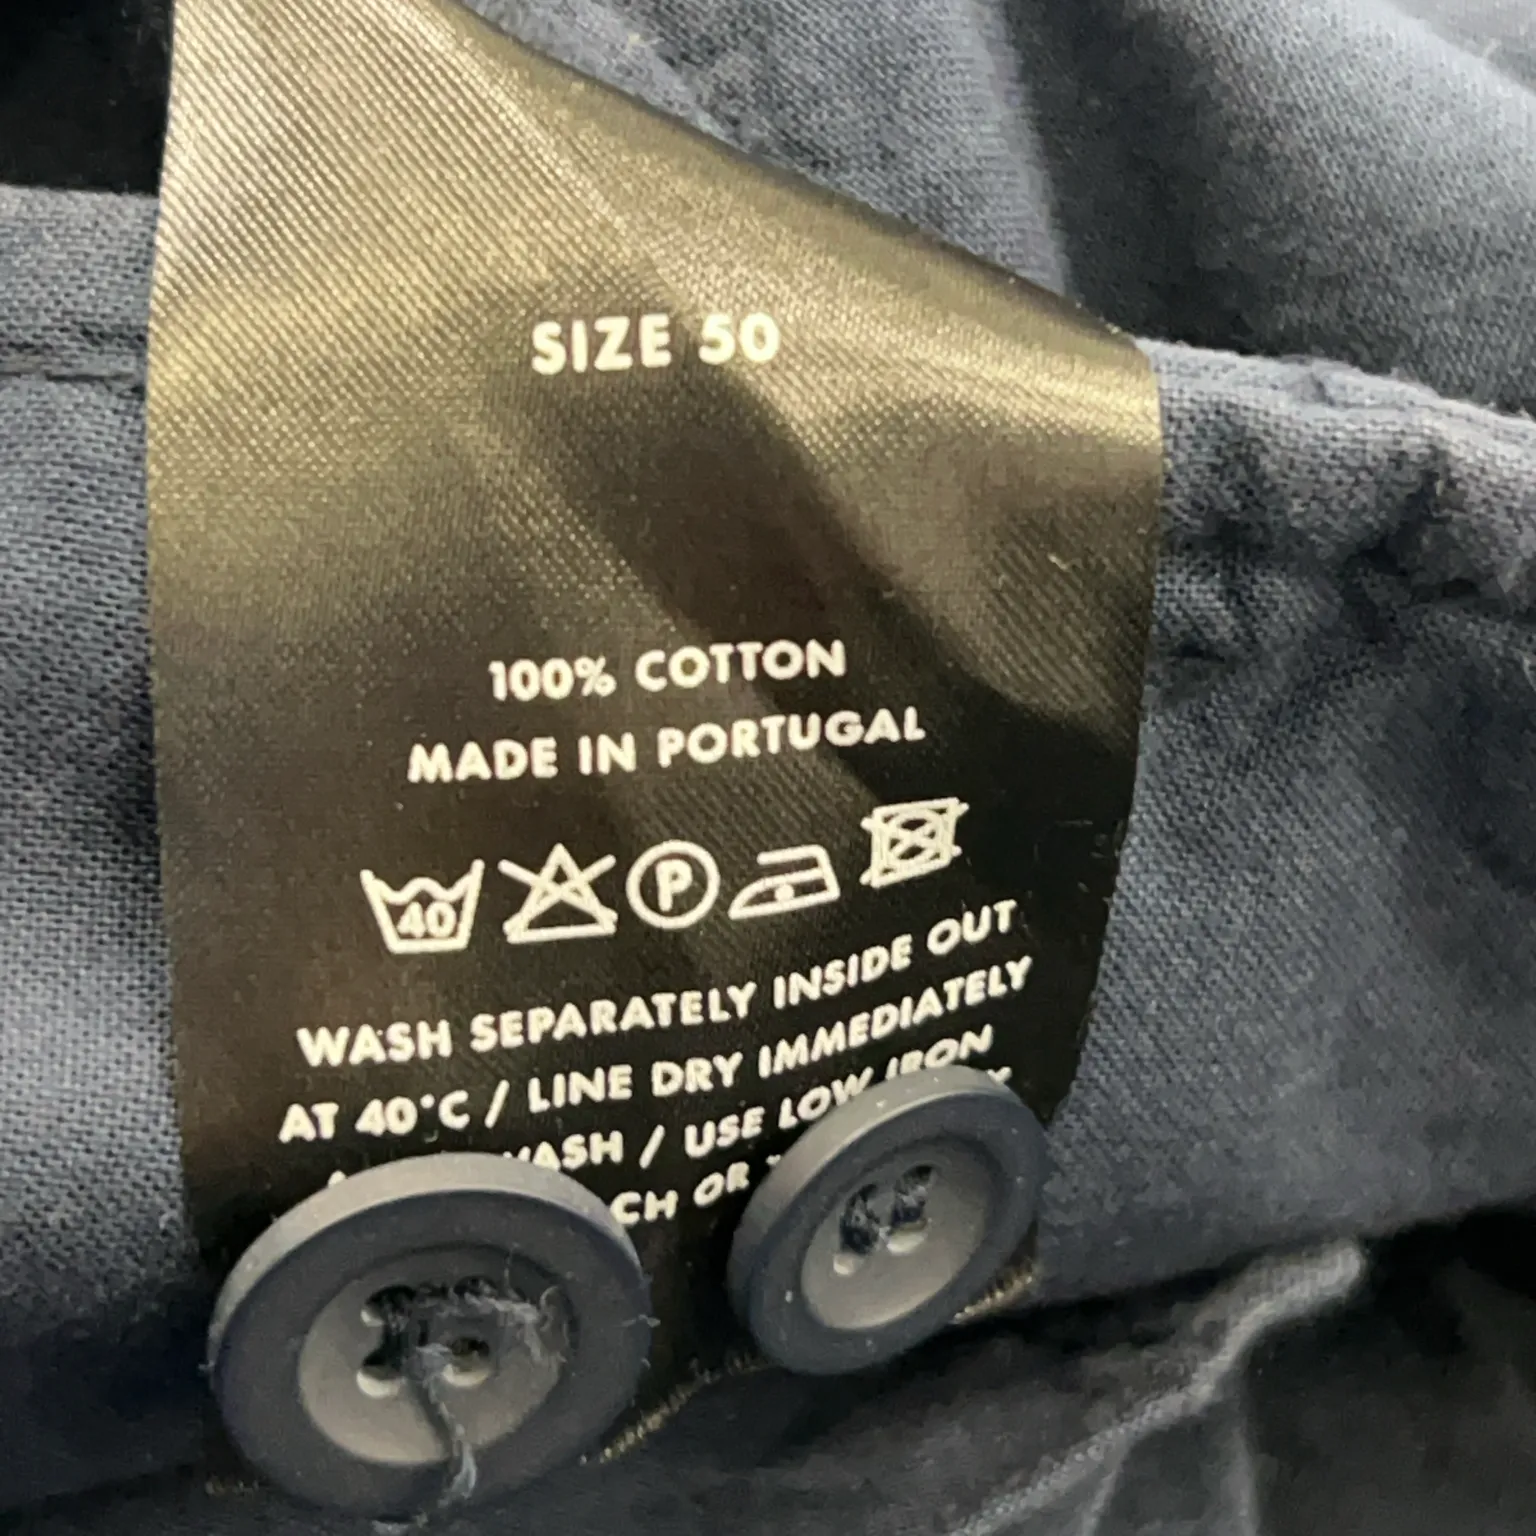 SIZE 50
100% COTTON
MADE IN PORTUGAL
40 P
WASH SEPARATELY INSIDE OUT
AT 40°C / LINE DRY IMMEDIATELY
/ USE LOW IRON
OR